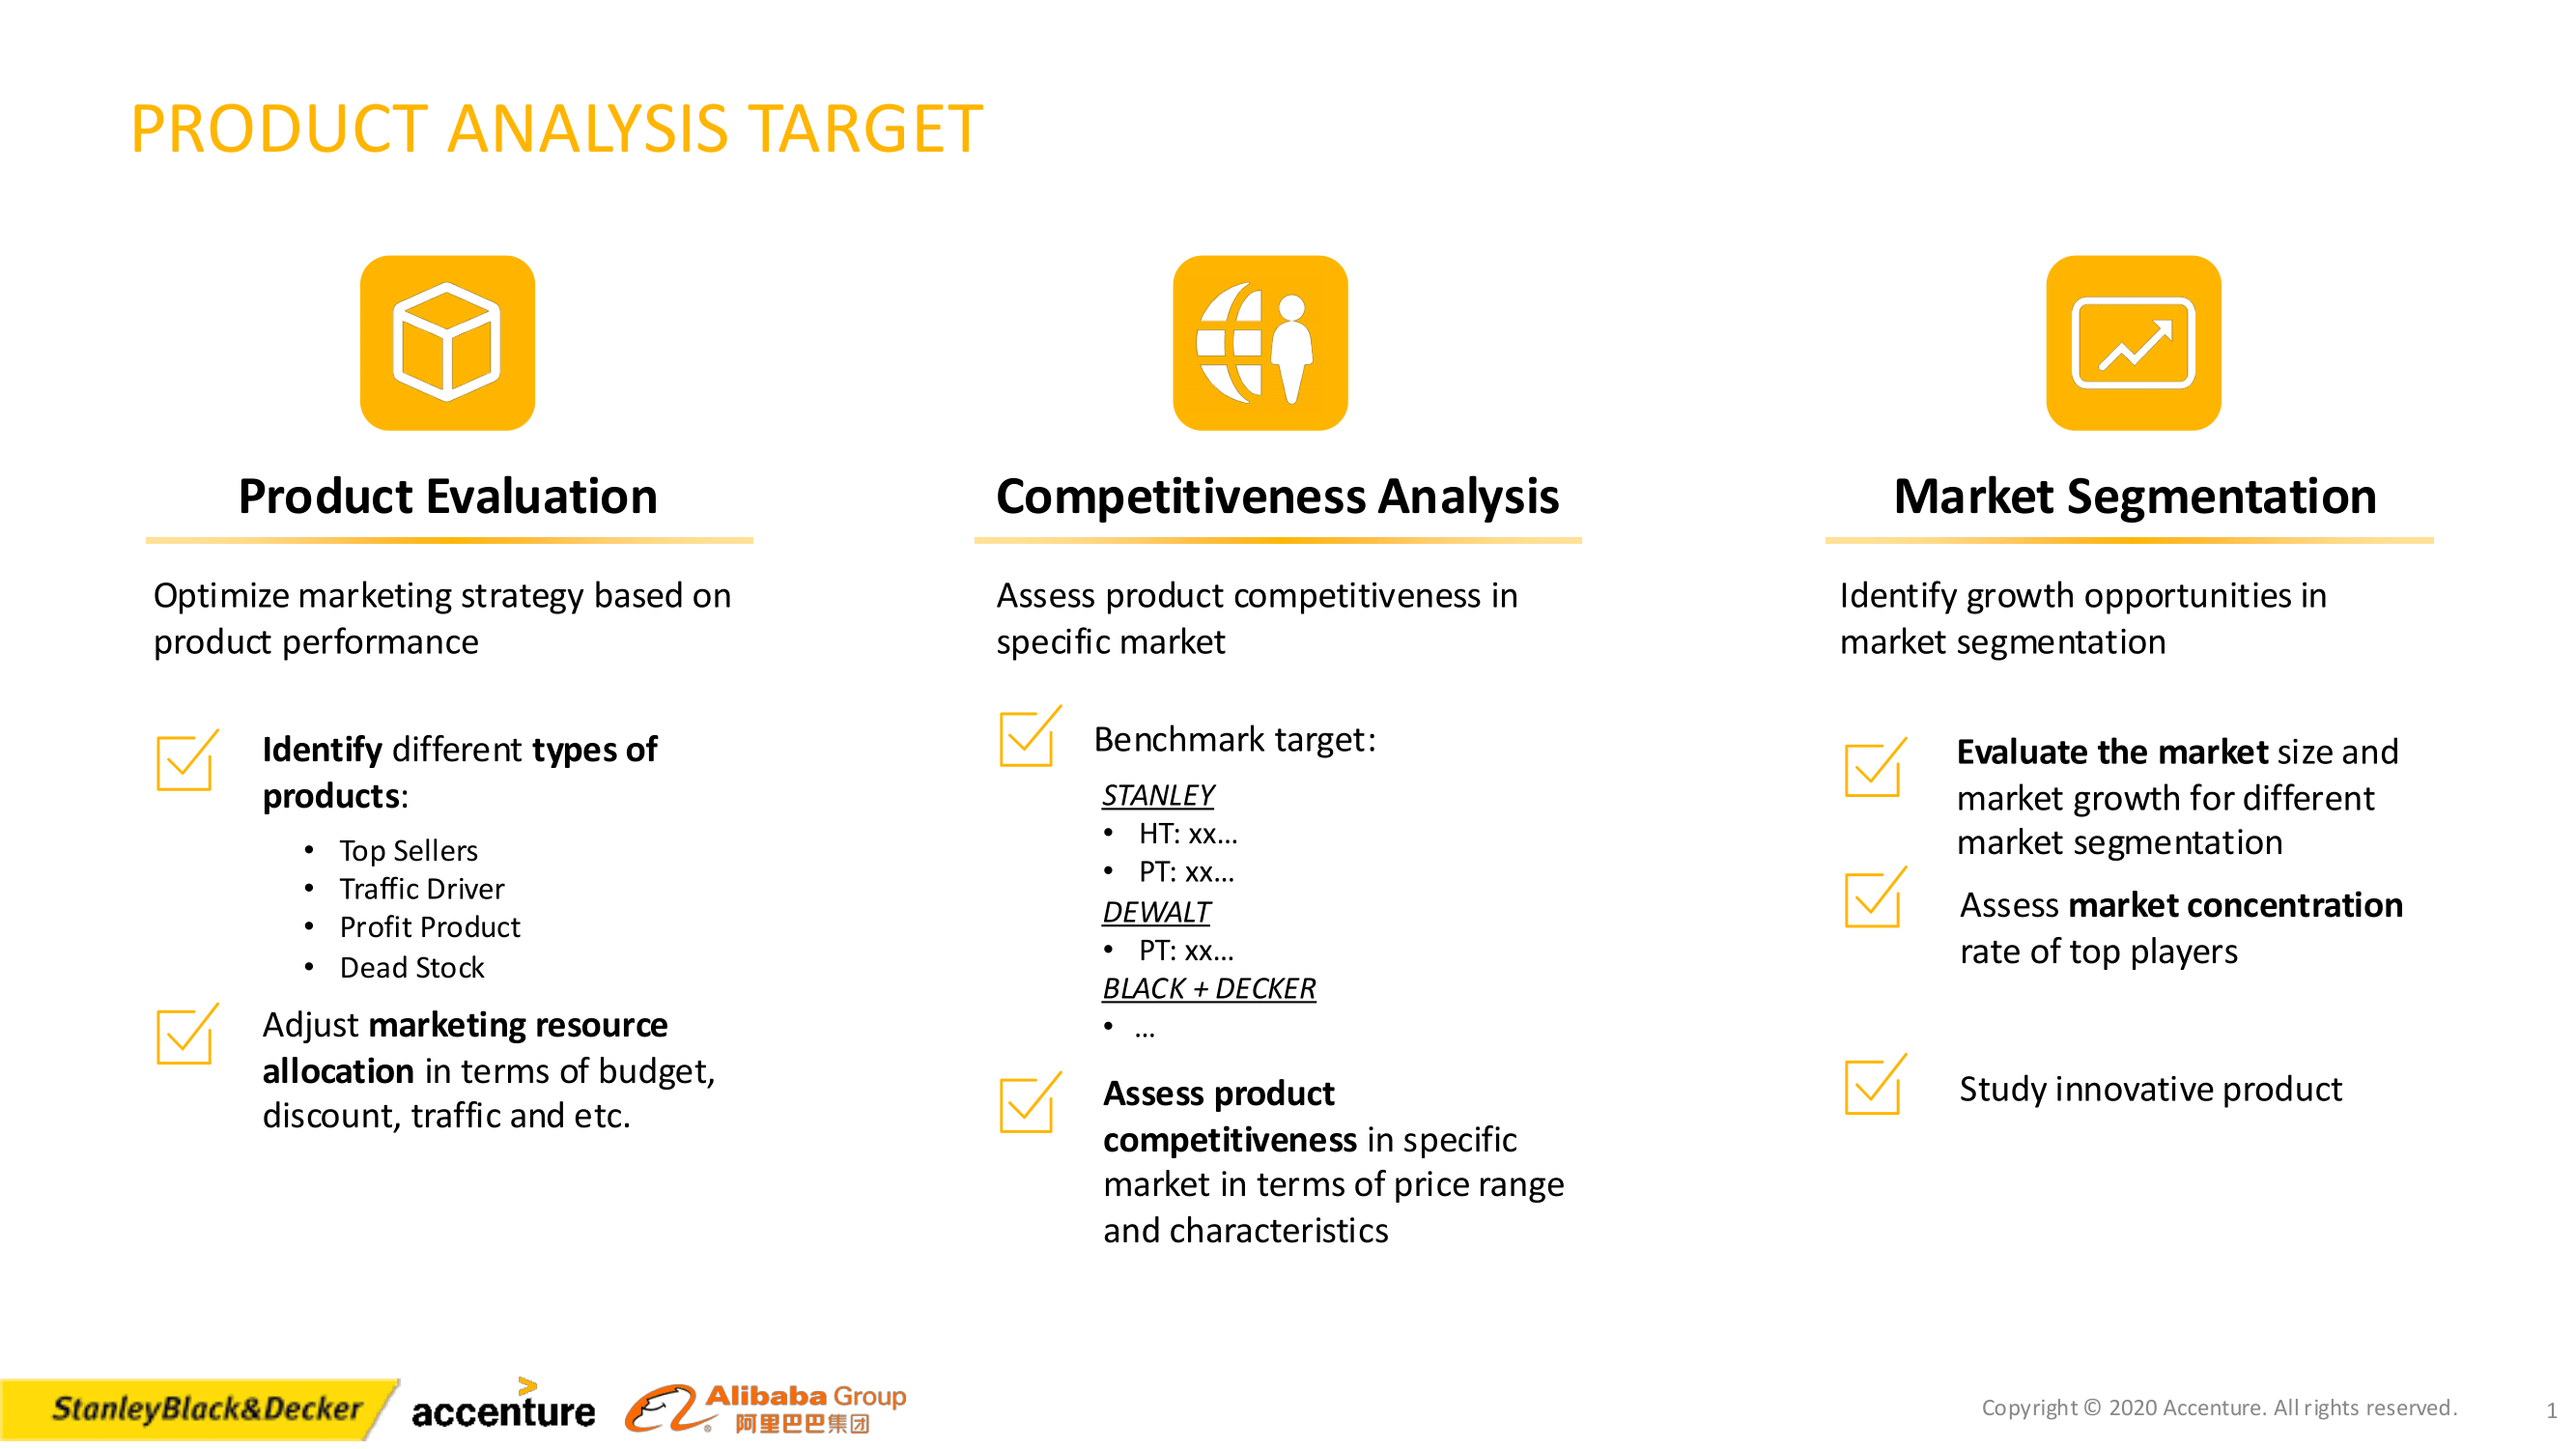 PRODUCT ANALYSIS TARGET
Product Evaluation
Optimize marketing strategy based on
product performance
Identify different types of
products:
• Top Sellers
• Traffic Driver
• Profit Product
• Dead Stock
Adjust marketing resource
allocation in terms of budget,
discount, traffic and etc.
Competitiveness Analysis
Assess product competitiveness in
specific market
Benchmark target:
STANLEY
• HT: xx...
• PT: xx...
DEWALT
• PT: xx...
BLACK + DECKER
• ...
Assess product
competitiveness in specific
market in terms of price range
and characteristics
Market Segmentation
Identify growth opportunities in
market segmentation
Evaluate the market size and
market growth for different
market segmentation
Assess market concentration
rate of top players
Study innovative product
StanleyBlack&Decker
accenture
Alibaba Group
阿里巴巴集团
Copyright © 2020 Accenture. All rights reserved.
1